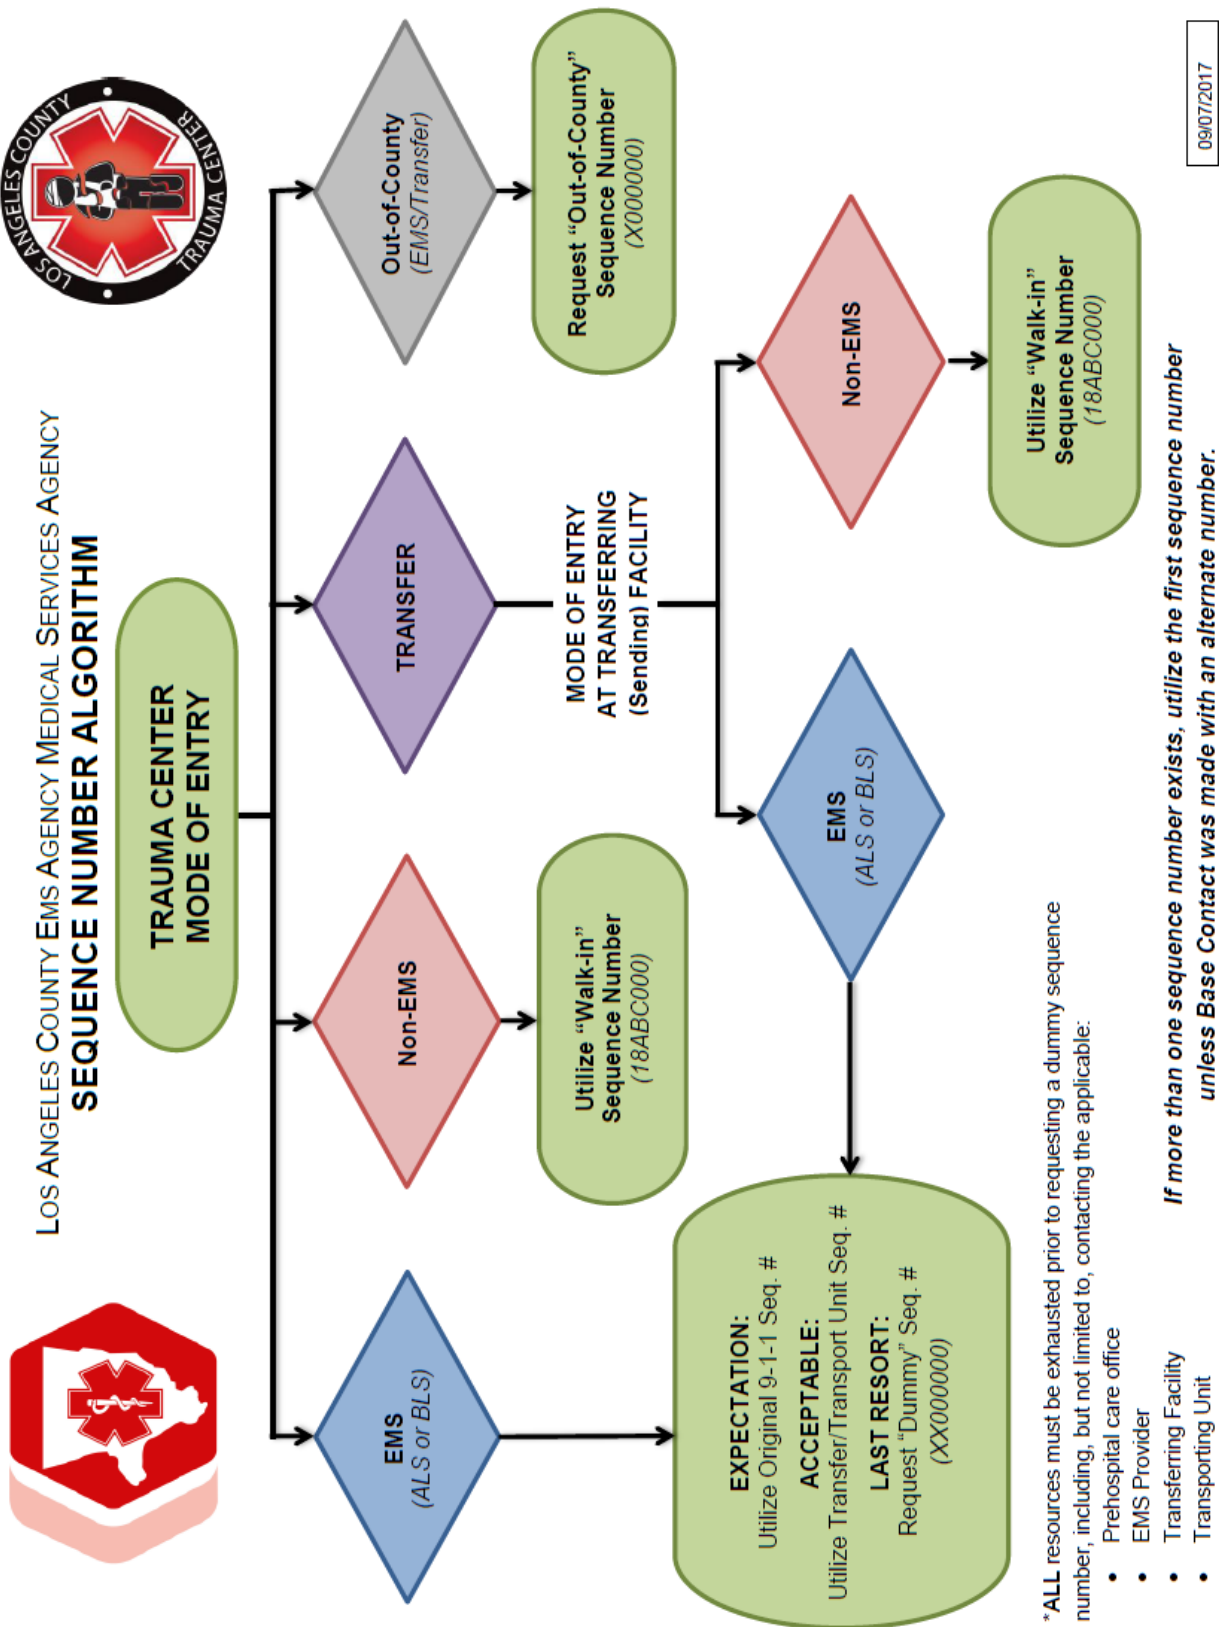 LOS ANGELES COUNTY EMS AGENCY MEDICAL SERVICES AGENCY
SEQUENCE NUMBER ALGORITHM
LOS ANGELES COUNTY
TRAUMA CENTER
TRAUMA CENTER
MODE OF ENTRY
EMS
(ALS or BLS)
Non-EMS
TRANSFER
Out-of-County
(EMS/Transfer)
Utilize “Walk-in”
Sequence Number
(18ABC000)
MODE OF ENTRY
AT TRANSFERRING
(Sending) FACILITY
Request “Out-of-County”
Sequence Number
(X000000)
EXPECTATION:
Utilize Original 9-1-1 Seq. #
ACCEPTABLE:
Utilize Transfer/Transport Unit Seq. #
LAST RESORT:
Request “Dummy” Seq. #
(XX000000)
EMS
(ALS or BLS)
Non-EMS
Utilize “Walk-in”
Sequence Number
(18ABC000)
*ALL resources must be exhausted prior to requesting a dummy sequence
number, including, but not limited to, contacting the applicable:
• Prehospital care office
• EMS Provider
• Transferring Facility
• Transporting Unit
If more than one sequence number exists, utilize the first sequence number
unless Base Contact was made with an alternate number.
09/07/2017